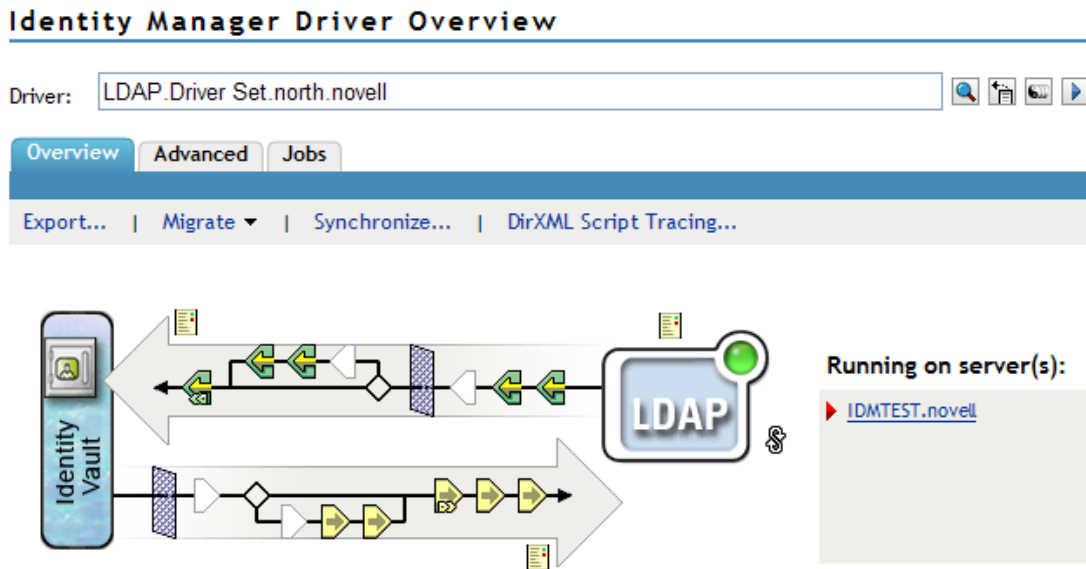 Identity Manager Driver Overview
Driver: LDAP.Driver Set.north.novell
Overview Advanced Jobs
Export... | Migrate | Synchronize... | DirXML Script Tracing...
Identity Vault
LDAP
Running on server(s):
IDMTEST.novell